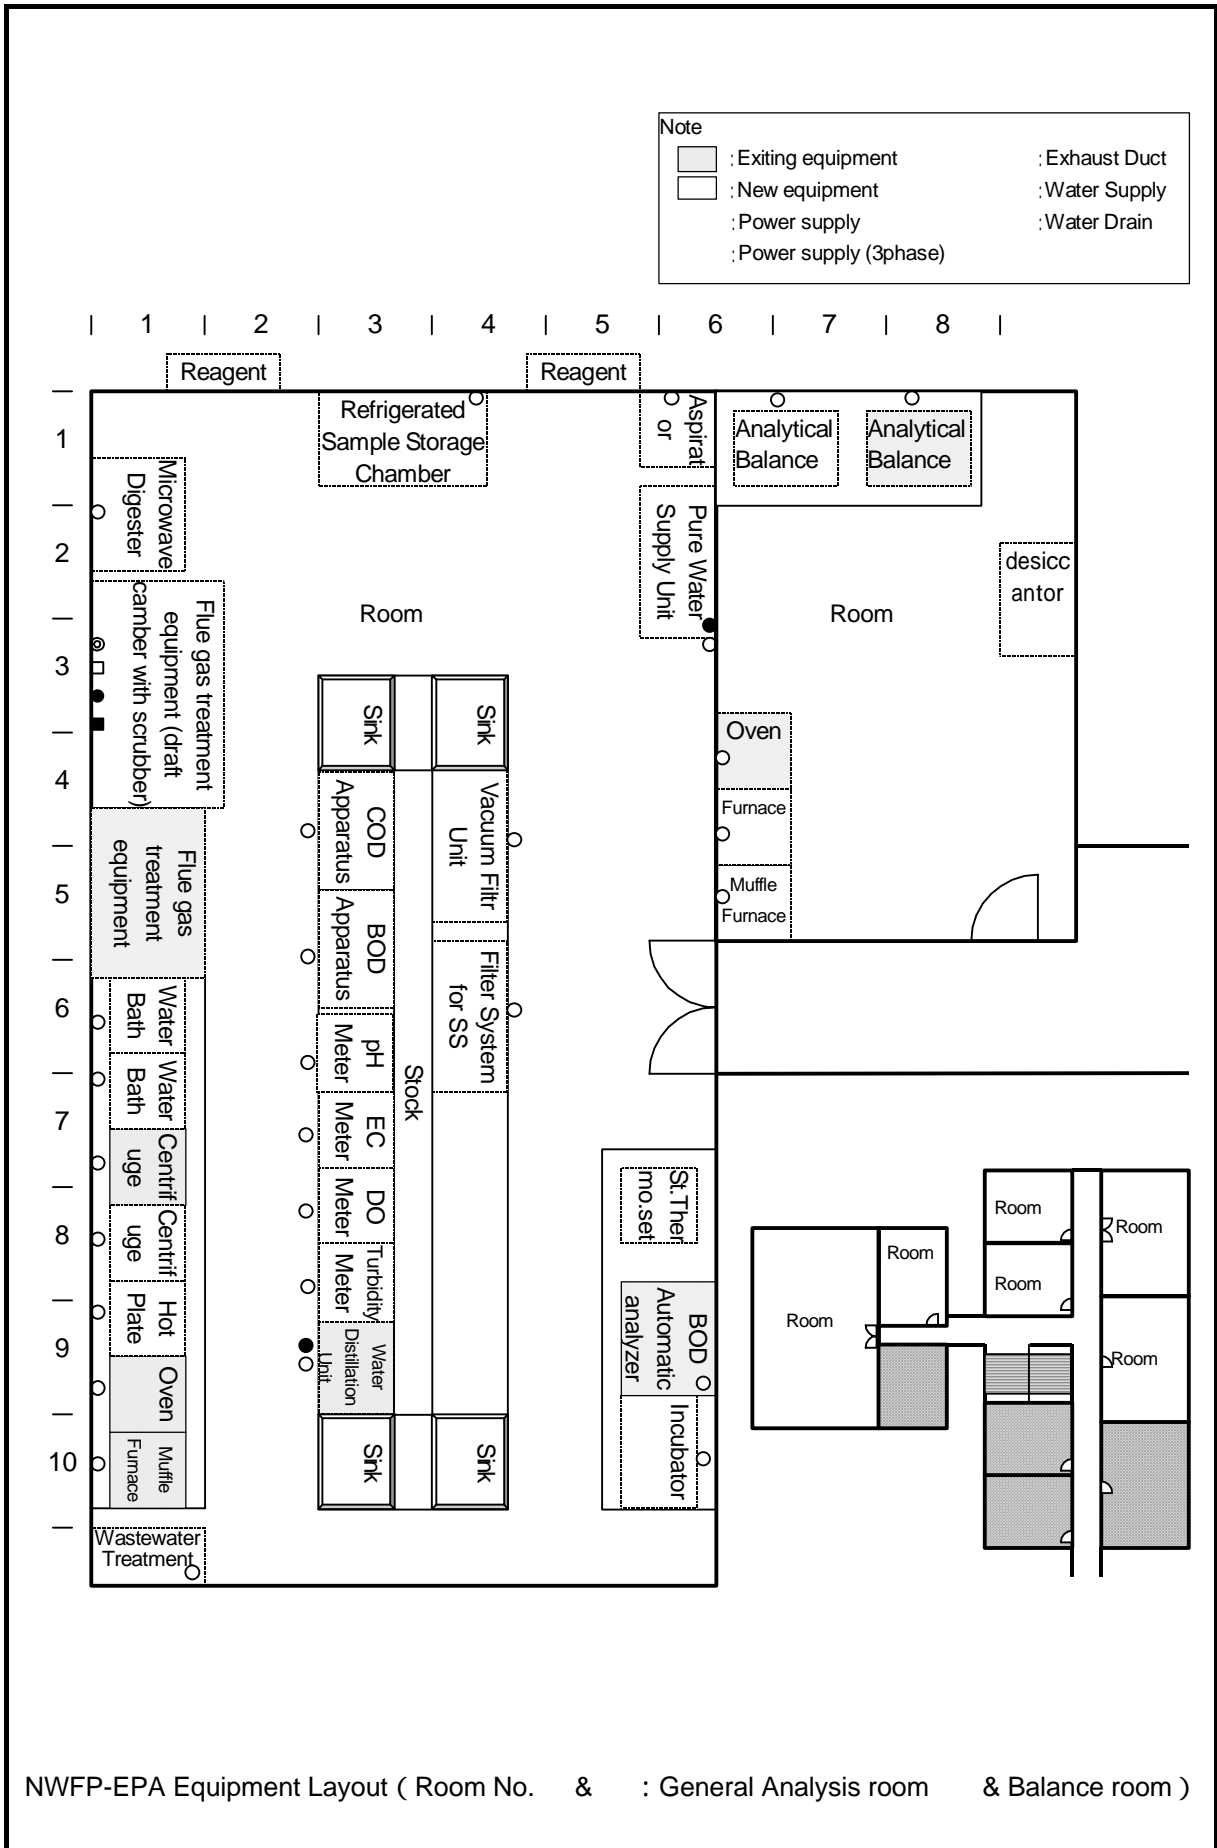 Note
: Exiting equipment
: Exhaust Duct
: New equipment
: Water Supply
: Power supply
: Water Drain
: Power supply (3phase)
1
2
3
4
5
6
7
8
Reagent
Reagent
1
2
3
4
5
6
7
8
9
10
Refrigerated
Sample Storage
Chamber
Aspirat
or
Analytical
Balance
Analytical
Balance
Microwave
Digester
Pure Water
Supply Unit
desicc
antor
Room
Room
Flue gas treatment
equipment (draft
camber with scrubber)
Sink
Sink
Oven
Furnace
Muffle
Furnace
COD
Apparatus
Vacuum Filtr
Unit
Flue gas
treatment
equipment
BOD
Apparatus
Filter System
for SS
Water
Bath
pH
Meter
Stock
Water
Bath
EC
Meter
Centrif
uge
DO
Meter
St.Ther
mo.set
Centrif
uge
Turbidity
Meter
Hot
Plate
Water
Distillation
Unit
BOD
Automatic
analyzer
Oven
Incubator
Muffle
Furnace
Sink
Sink
Wastewater
Treatment
Room
Room
Room
Room
Room
Room
NWFP-EPA Equipment Layout ( Room No. & : General Analysis room & Balance room )